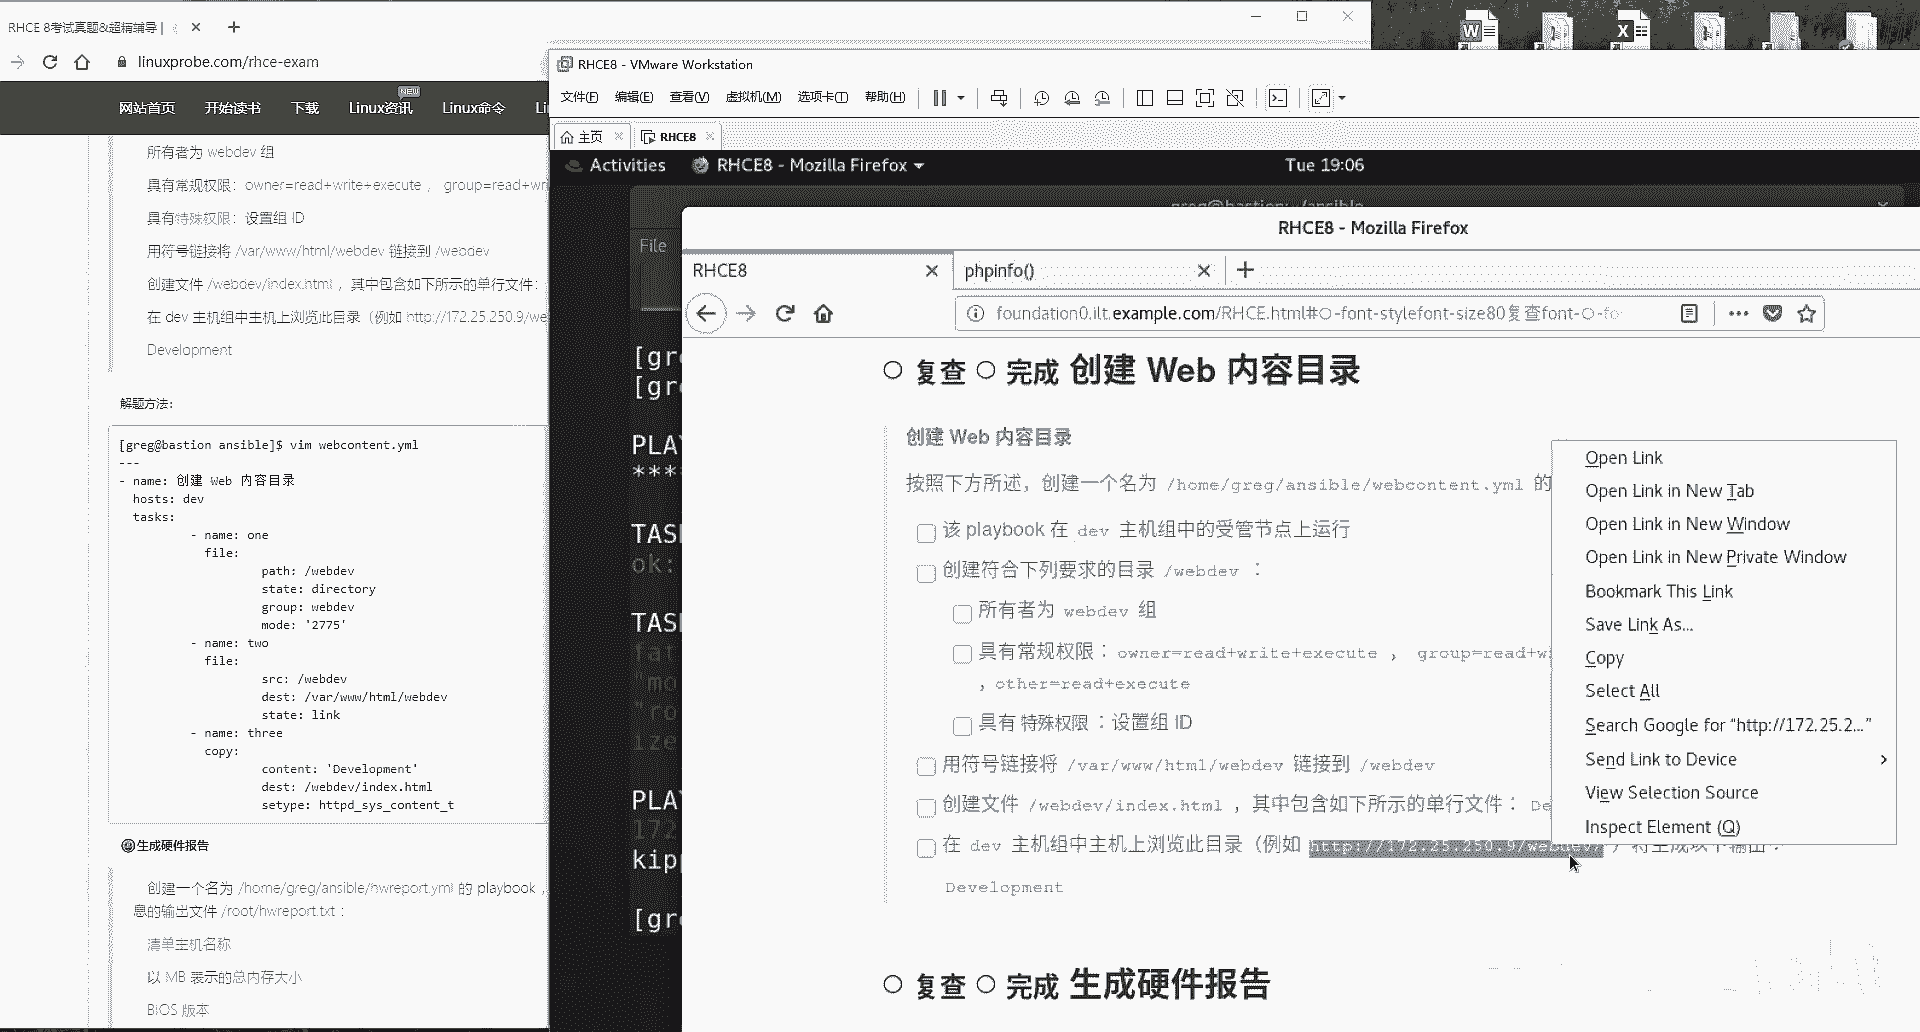 RHCE 8考试真题&超精辅导 |
linuxprobe.com/rhce-exam
网站首页 开始读书 下载 Linux资讯 NEW Linux命令
所有者为 webdev 组
具有常规权限：owner=read+write+execute ， group=read+wri
具有特殊权限：设置组 ID
用符号链接将 /var/www/html/webdev 链接到 /webdev
创建文件 /webdev/index.html ，其中包含如下所示的单行文件：
在 dev 主机组中主机上浏览此目录（例如 http://172.25.250.9/we
Development
解题方法:
[greg@bastion ansible]$ vim webcontent.yml
---
- name: 创建 Web 内容目录
hosts: dev
tasks:
- name: one
file:
path: /webdev
state: directory
group: webdev
mode: '2775'
- name: two
file:
src: /webdev
dest: /var/www/html/webdev
state: link
- name: three
copy:
content: 'Development'
dest: /webdev/index.html
setype: httpd_sys_content_t
生成硬件报告
创建一个名为 /home/greg/ansible/hwreport.yml 的 playbook ，
息的输出文件 /root/hwreport.txt ：
清单主机名称
以 MB 表示的总内存大小
BIOS 版本
RHCE8 - VMware Workstation
文件(F) 编辑(E) 查看(V) 虚拟机(M) 选项卡(T) 帮助(H)
主页 RHCE8
Activities RHCE8 - Mozilla Firefox Tue 19:06
greg@bastion:~/ansible
File
[gre
[gre
PLAY
****
TASK
ok:
TASK
fat
"mo
"ro
ize
PLAY
172
kipp
[gre
RHCE8 - Mozilla Firefox
RHCE8 phpinfo()
foundation0.ilt.example.com/RHCE.html#○-font-stylefont-size80复查font-○-fo
复查 完成 创建 Web 内容目录
创建 Web 内容目录
按照下方所述，创建一个名为 /home/greg/ansible/webcontent.yml 的
该 playbook 在 dev 主机组中的受管节点上运行
创建符合下列要求的目录 /webdev ：
所有者为 webdev 组
具有常规权限：owner=read+write+execute ， group=read+w
，other=read+execute
具有 特殊权限 ：设置组 ID
用符号链接将 /var/www/html/webdev 链接到 /webdev
创建文件 /webdev/index.html ，其中包含如下所示的单行文件： De
在 dev 主机组中主机上浏览此目录（例如 http://172.25.250.9/webdev/ ）将生成以下输出：
Development
复查 完成 生成硬件报告
Open Link
Open Link in New Tab
Open Link in New Window
Open Link in New Private Window
Bookmark This Link
Save Link As...
Copy
Select All
Search Google for “http://172.25.2...”
Send Link to Device
View Selection Source
Inspect Element (Q)